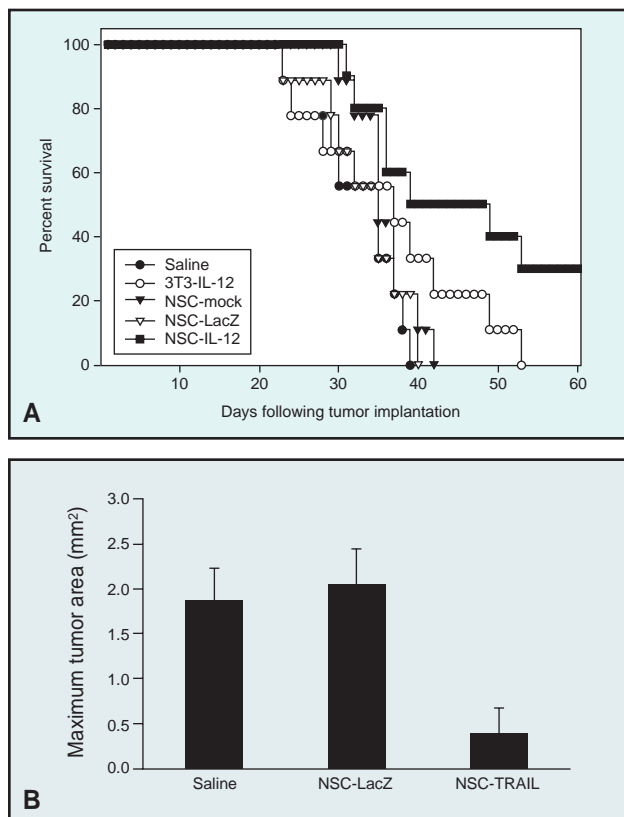 100
80
60
40
20
0
Percent survival
Saline
3T3-IL-12
NSC-mock
NSC-LacZ
NSC-IL-12
10 20 30 40 50 60
Days following tumor implantation
A
3.0
2.5
2.0
1.5
1.0
0.5
0.0
Maximum tumor area (mm²)
Saline NSC-LacZ NSC-TRAIL
B